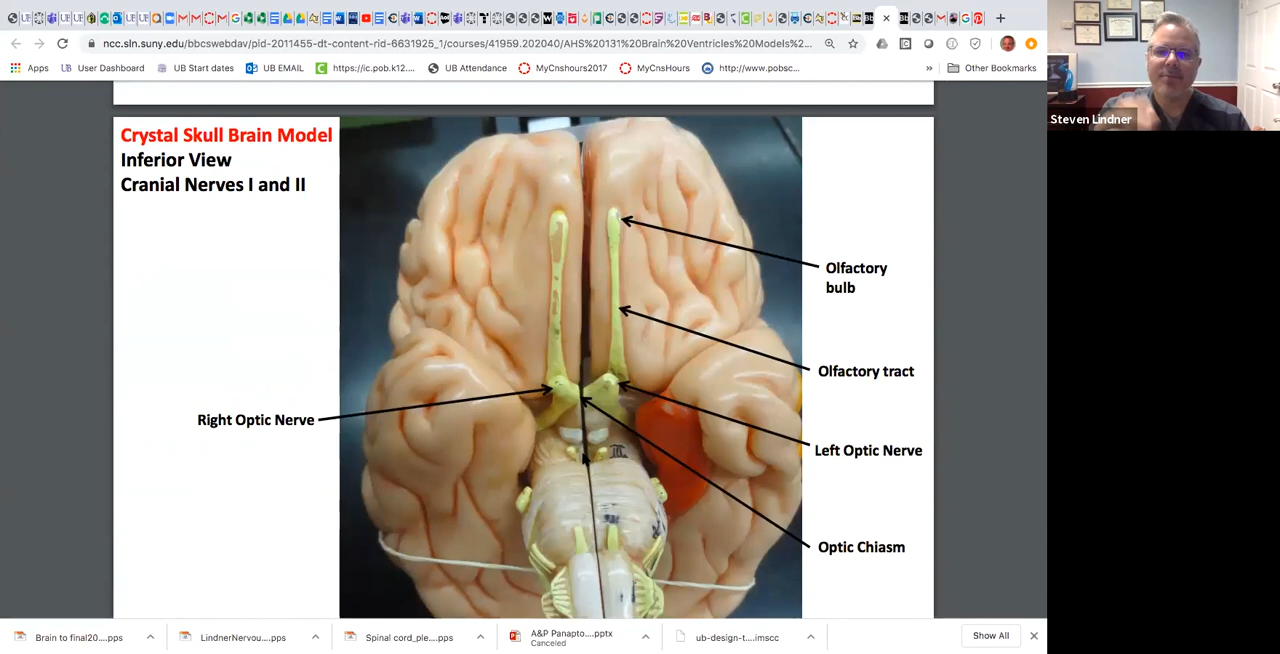 ncc.sln.suny.edu/bbcswebdav/pid-2011455-dt-content-rid-6631925_1/courses/41959.202040/AHS%20131%20Brain%20Ventricles%20Models%2...
Apps
User Dashboard
UB Start dates
UB EMAIL
https://ic.pob.k12....
UB Attendance
MyCnshours2017
MyCnsHours
http://www.pobsc...
»
Other Bookmarks
Steven Lindner
Crystal Skull Brain Model
Inferior View
Cranial Nerves I and II
Olfactory
bulb
Olfactory tract
Right Optic Nerve
Left Optic Nerve
Optic Chiasm
Brain to final20....pps
LindnerNervou....pps
Spinal cord_ple....pps
A&P Panapto....pptx
Canceled
ub-design-t....imscc
Show All